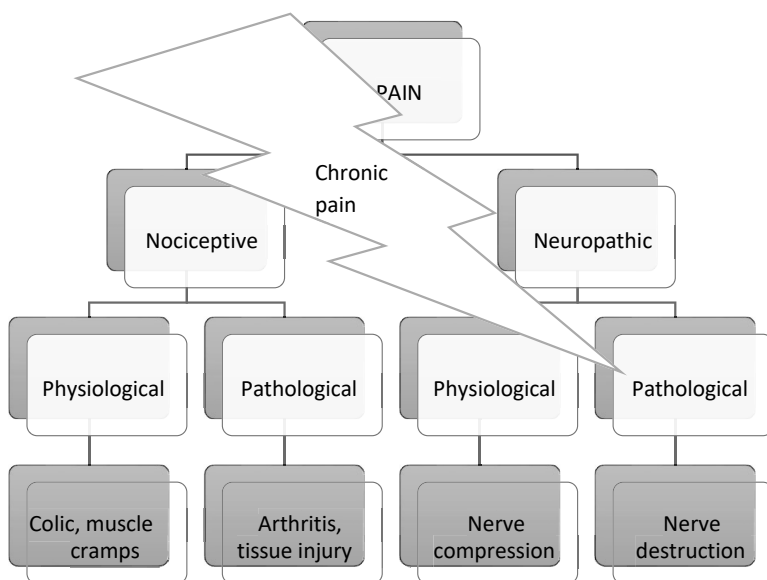 PAIN
Chronic
pain
Nociceptive
Neuropathic
Physiological
Pathological
Physiological
Pathological
Colic, muscle
cramps
Arthritis,
tissue injury
Nerve
compression
Nerve
destruction